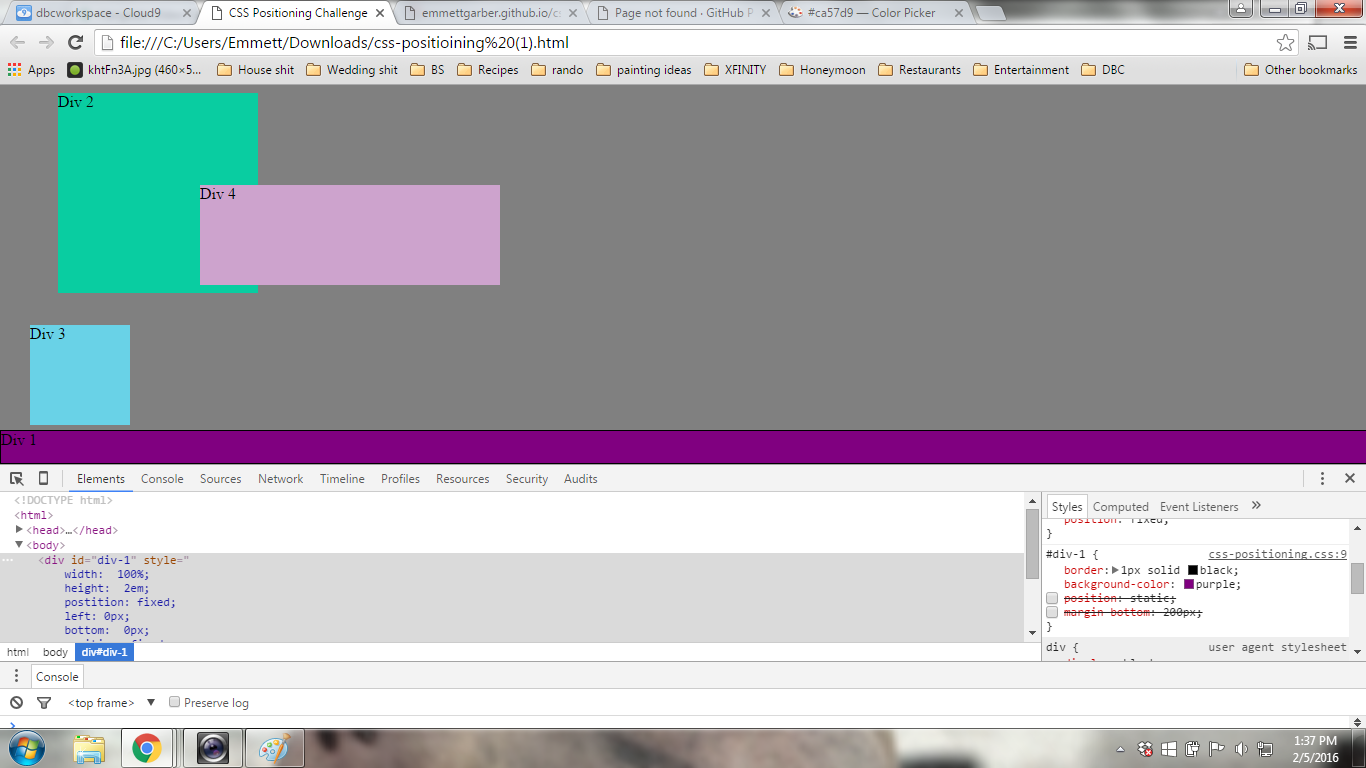 dbcworkspace - Cloud9
CSS Positioning Challenge
emmettgarber.github.io/cs
Page not found · GitHub P
#ca57d9 — Color Picker
file:///C:/Users/Emmett/Downloads/css-positioining%20(1).html
Apps
khtFn3A.jpg (460×5...
House shit
Wedding shit
BS
Recipes
rando
painting ideas
XFINITY
Honeymoon
Restaurants
Entertainment
DBC
Other bookmarks
Div 2
Div 4
Div 3
Div 1
Elements Console Sources Network Timeline Profiles Resources Security Audits
<!DOCTYPE html>
<html>
<head>…</head>
<body>
<div id="div-1" style="
width: 100%;
height: 2em;
postition: fixed;
left: 0px;
bottom: 0px;
html body div#div-1
Styles Computed Event Listeners »
position: fixed;
}
#div-1 { css-positioning.css:9
border: 1px solid black;
background-color: purple;
position: static;
margin-bottom: 200px;
}
div { user agent stylesheet
Console
<top frame> ▼ Preserve log
>
1:37 PM
2/5/2016